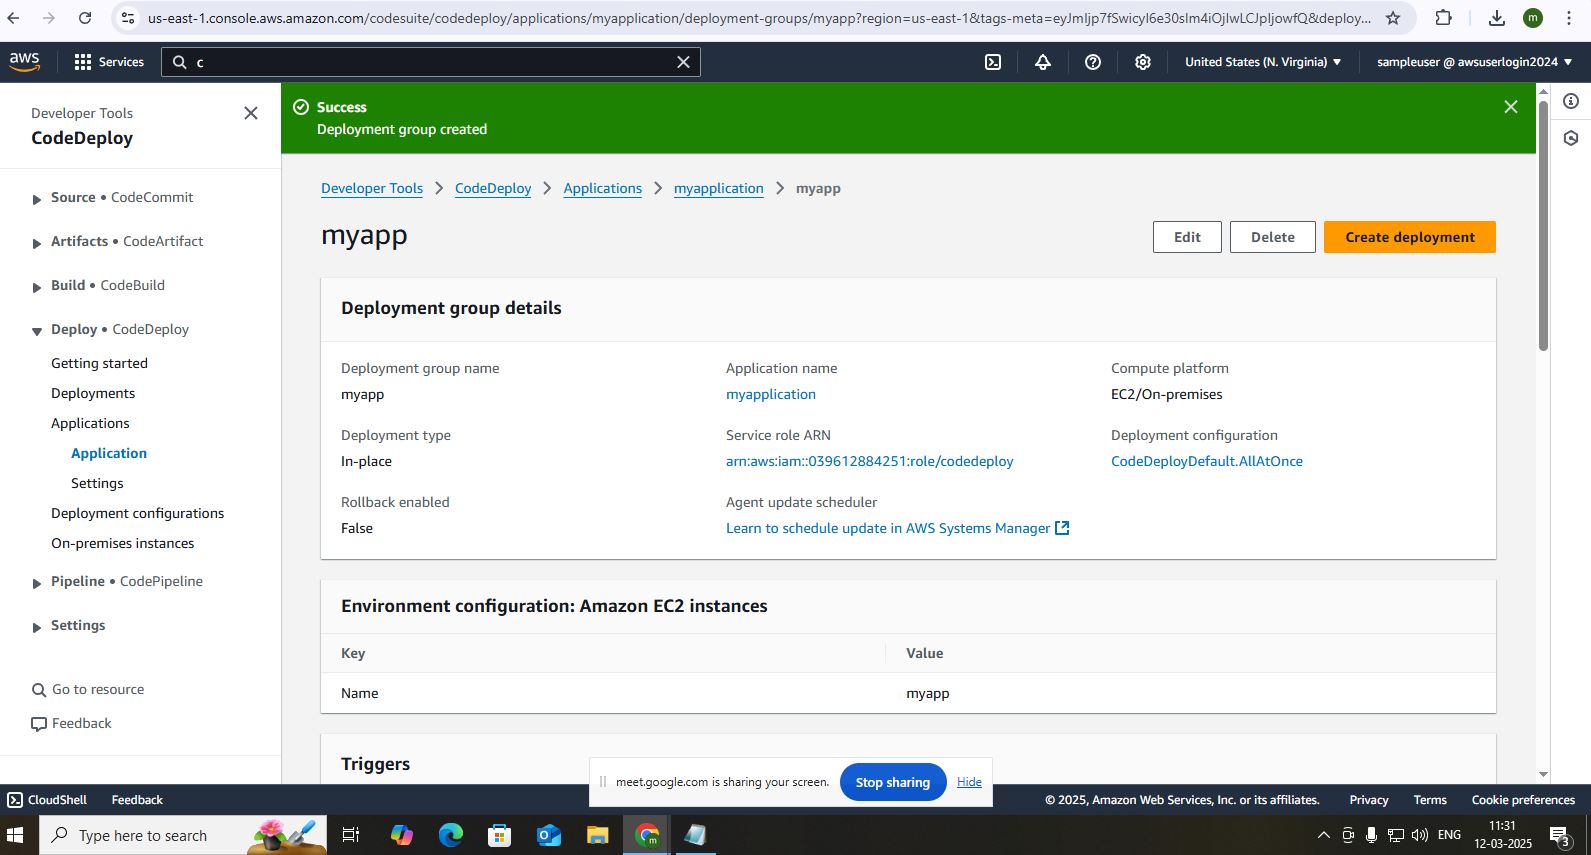 us-east-1.console.aws.amazon.com/codesuite/codedeploy/applications/myapplication/deployment-groups/myapp?region=us-east-1&tags-meta=eyJmIjp7fSwicyI6e30sIm4iOjIwLCJpIjowfQ&deploy...
m
aws
Services
c
United States (N. Virginia)
sampleuser @ awsuserlogin2024
Developer Tools
CodeDeploy
Source • CodeCommit
Artifacts • CodeArtifact
Build • CodeBuild
Deploy • CodeDeploy
Getting started
Deployments
Applications
Application
Settings
Deployment configurations
On-premises instances
Pipeline • CodePipeline
Settings
Go to resource
Feedback
Success
Deployment group created
Developer Tools > CodeDeploy > Applications > myapplication > myapp
myapp
Edit
Delete
Create deployment
Deployment group details
Deployment group name
myapp
Application name
myapplication
Compute platform
EC2/On-premises
Deployment type
In-place
Service role ARN
arn:aws:iam::039612884251:role/codedeploy
Deployment configuration
CodeDeployDefault.AllAtOnce
Rollback enabled
False
Agent update scheduler
Learn to schedule update in AWS Systems Manager
Environment configuration: Amazon EC2 instances
Key Value
Name myapp
Triggers
meet.google.com is sharing your screen.
Stop sharing
Hide
CloudShell
Feedback
© 2025, Amazon Web Services, Inc. or its affiliates.
Privacy
Terms
Cookie preferences
Type here to search
ENG
11:31
12-03-2025
3